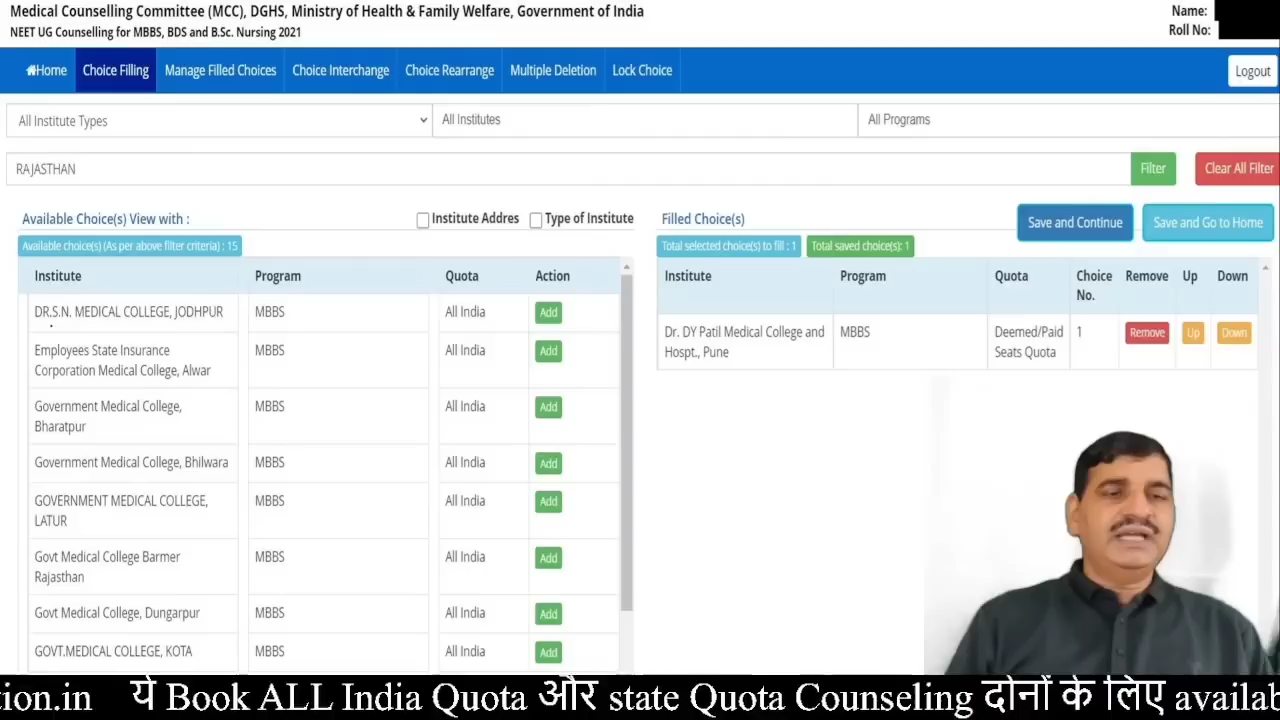 Medical Counselling Committee (MCC), DGHS, Ministry of Health & Family Welfare, Government of India
NEET UG Counselling for MBBS, BDS and B.Sc. Nursing 2021
Name:
Roll No:
Home Choice Filling Manage Filled Choices Choice Interchange Choice Rearrange Multiple Deletion Lock Choice Logout
All Institute Types All Institutes All Programs
RAJASTHAN Filter Clear All Filter
Available Choice(s) View with : Institute Addres Type of Institute
Available choice(s) (As per above filter criteria) : 15
Institute Program Quota Action
DR.S.N. MEDICAL COLLEGE, JODHPUR MBBS All India Add
Employees State Insurance MBBS All India Add
Corporation Medical College, Alwar
Government Medical College, MBBS All India Add
Bharatpur
Government Medical College, Bhilwara MBBS All India Add
GOVERNMENT MEDICAL COLLEGE, MBBS All India Add
LATUR
Govt Medical College Barmer MBBS All India Add
Rajasthan
Govt Medical College, Dungarpur MBBS All India Add
GOVT.MEDICAL COLLEGE, KOTA MBBS All India Add
Filled Choice(s) Save and Continue Save and Go to Home
Total selected choice(s) to fill : 1 Total saved choice(s): 1
Institute Program Quota Choice Remove Up Down
No.
Dr. DY Patil Medical College and MBBS Deemed/Paid 1 Remove Up Down
Hospt., Pune Seats Quota
tion.in ये Book ALL India Quota और state Quota Counseling दोनों के लिए availab